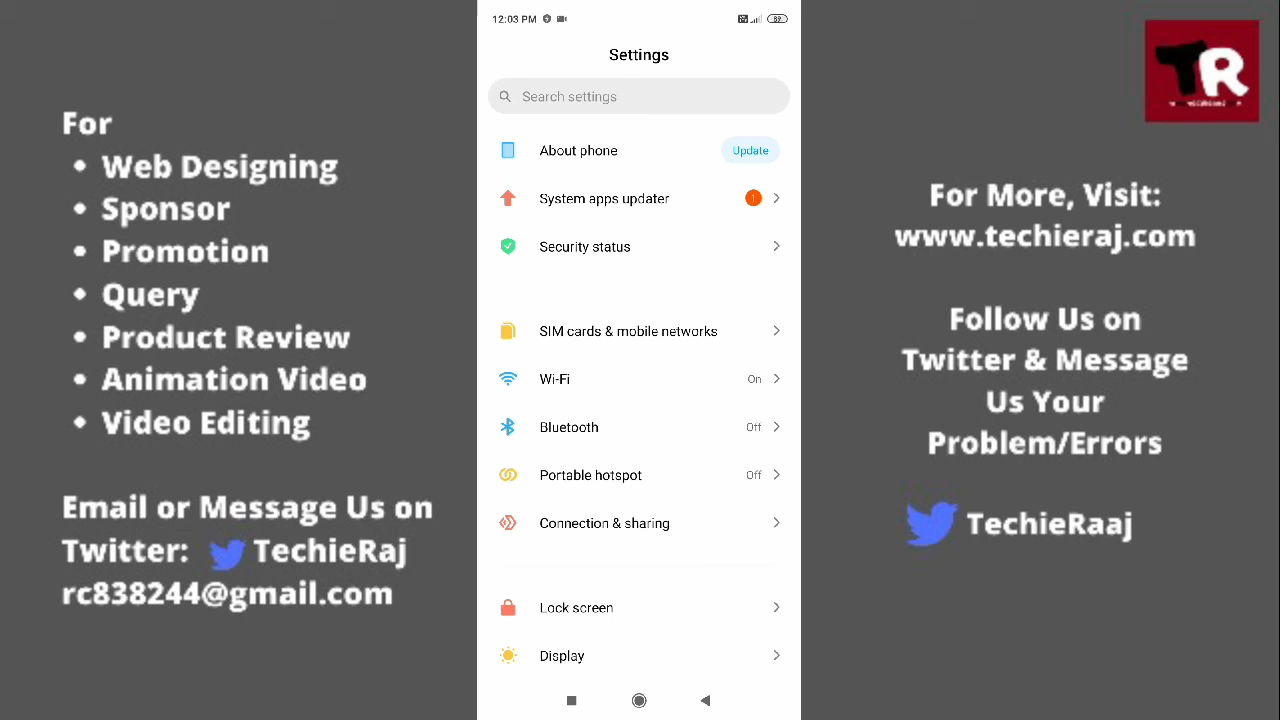 For
• Web Designing
• Sponsor
• Promotion
• Query
• Product Review
• Animation Video
• Video Editing
Email or Message Us on
Twitter: TechieRaj
rc838244@gmail.com
12:03 PM
89
Settings
Search settings
About phone
Update
System apps updater
1
Security status
SIM cards & mobile networks
Wi-Fi
On
Bluetooth
Off
Portable hotspot
Off
Connection & sharing
Lock screen
Display
TR
For More, Visit:
www.techieraj.com
Follow Us on
Twitter & Message
Us Your
Problem/Errors
TechieRaaj